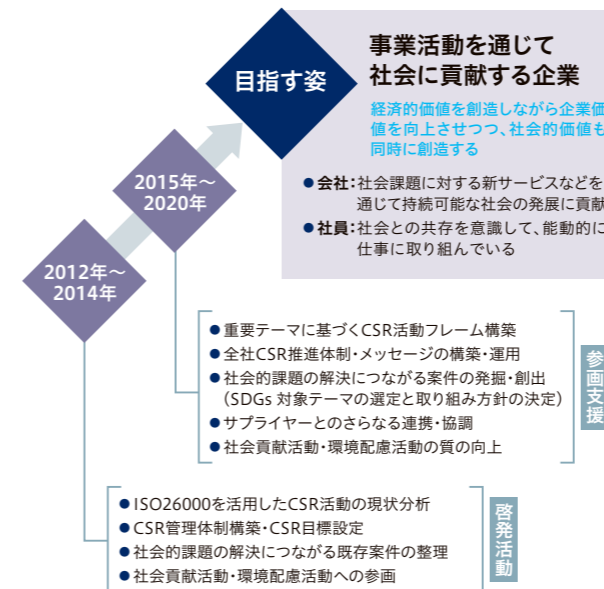 目指す姿
事業活動を通じて
社会に貢献する企業
経済的価値を創造しながら企業価
値を向上させつつ、社会的価値も
同時に創造する
●会社：社会課題に対する新サービスなどを
通じて持続可能な社会の発展に貢献
●社員：社会との共存を意識して、能動的に
仕事に取り組んでいる
2015年〜
2020年
2012年〜
2014年
●重要テーマに基づくCSR活動フレーム構築
●全社CSR推進体制・メッセージの構築・運用
●社会的課題の解決につながる案件の発掘・創出
（SDGs 対象テーマの選定と取り組み方針の決定）
●サプライヤーとのさらなる連携・協調
●社会貢献活動・環境配慮活動の質の向上
参画支援
●ISO26000を活用したCSR活動の現状分析
●CSR管理体制構築・CSR目標設定
●社会的課題の解決につながる既存案件の整理
●社会貢献活動・環境配慮活動への参画
啓発活動